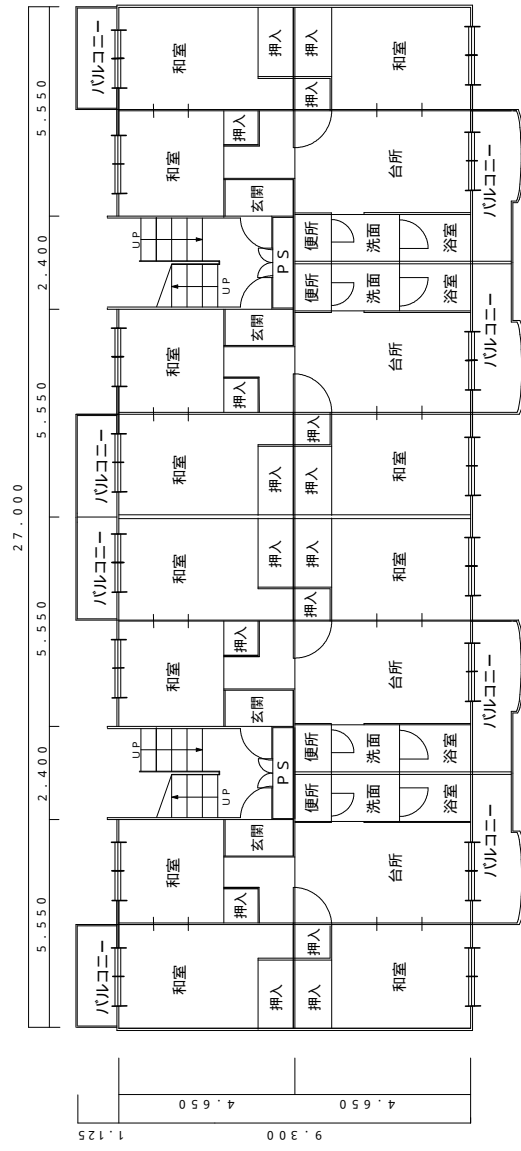 27.000
5.550
2.400
5.550
5.550
2.400
5.550
バルコニー
和室
押入
押入
和室
押入
和室
押入
台所
バルコニー
玄関
UP
PS
便所
洗面
浴室
UP
便所
洗面
浴室
バルコニー
和室
玄関
押入
台所
バルコニー
和室
押入
押入
押入
和室
バルコニー
和室
押入
押入
和室
押入
和室
押入
台所
バルコニー
玄関
UP
PS
便所
洗面
浴室
UP
便所
洗面
浴室
バルコニー
和室
玄関
押入
台所
バルコニー
和室
押入
押入
押入
和室
4.650
4.650
1.125
9.300